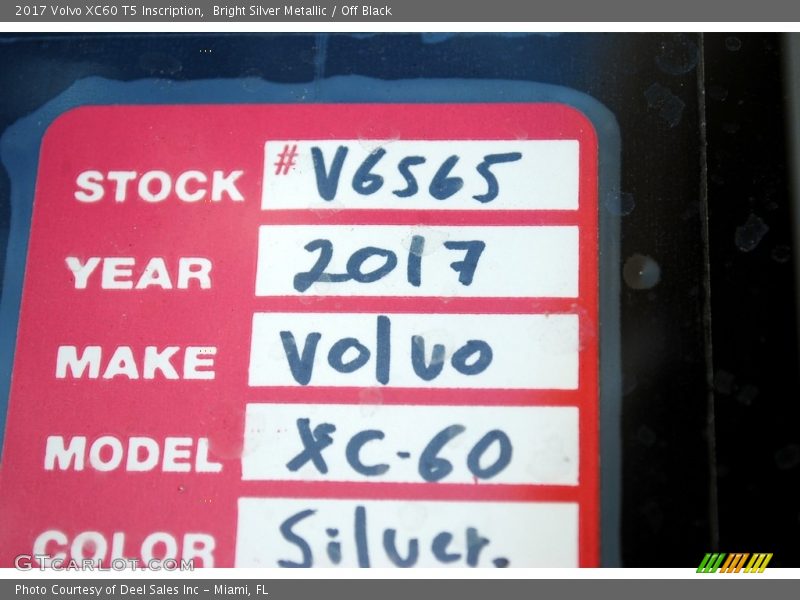 2017 Volvo XC60 T5 Inscription, Bright Silver Metallic / Off Black
STOCK # V6565
YEAR 2017
MAKE Volvo
MODEL XC-60
COLOR Silver.
GTcarLot.com
Photo Courtesy of Deel Sales Inc - Miami, FL